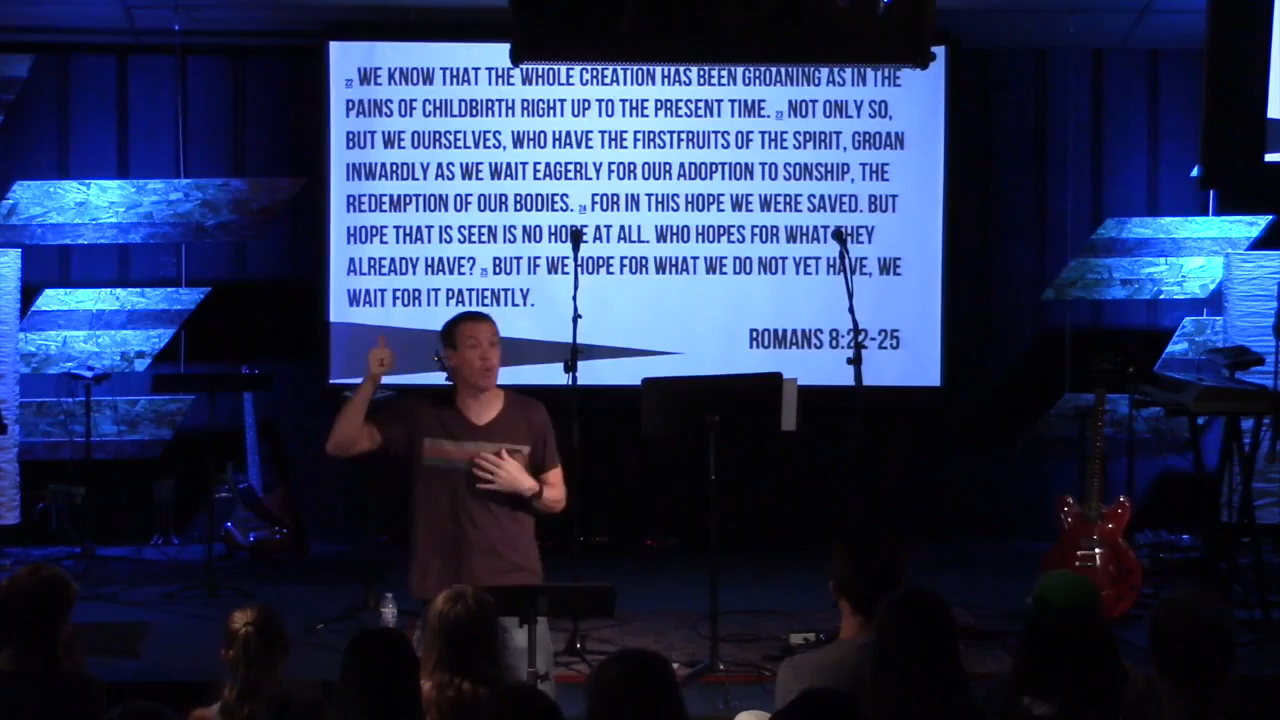 22 WE KNOW THAT THE WHOLE CREATION HAS BEEN GROANING AS IN THE
PAINS OF CHILDBIRTH RIGHT UP TO THE PRESENT TIME. 23 NOT ONLY SO,
BUT WE OURSELVES, WHO HAVE THE FIRSTFRUITS OF THE SPIRIT, GROAN
INWARDLY AS WE WAIT EAGERLY FOR OUR ADOPTION TO SONSHIP, THE
REDEMPTION OF OUR BODIES. 24 FOR IN THIS HOPE WE WERE SAVED. BUT
HOPE THAT IS SEEN IS NO HOPE AT ALL. WHO HOPES FOR WHAT THEY
ALREADY HAVE? 25 BUT IF WE HOPE FOR WHAT WE DO NOT YET HAVE, WE
WAIT FOR IT PATIENTLY.
ROMANS 8:22-25